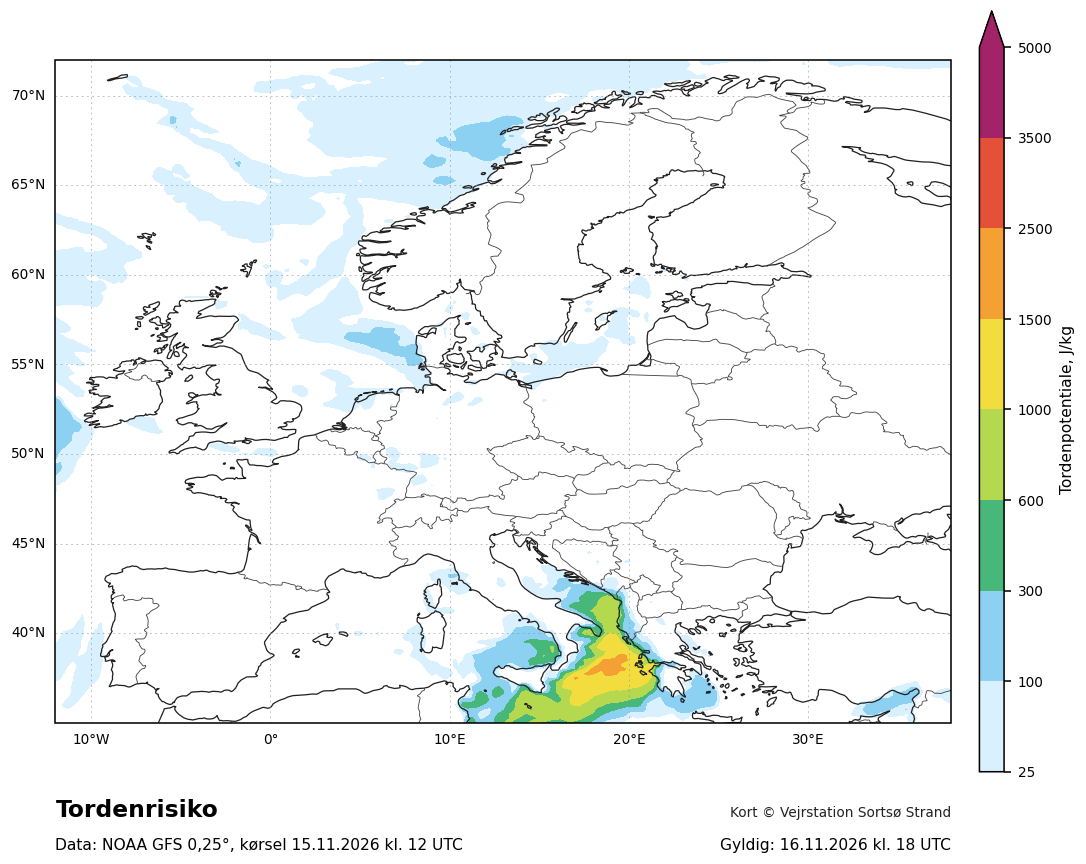 70°N
65°N
60°N
55°N
50°N
45°N
40°N
10°W
0°
10°E
20°E
30°E
5000
3500
2500
1500
1000
600
300
100
25
Tordenpotentiale, J/kg
Tordenrisiko
Kort © Vejrstation Sortsø Strand
Data: NOAA GFS 0,25°, kørsel 15.11.2026 kl. 12 UTC
Gyldig: 16.11.2026 kl. 18 UTC